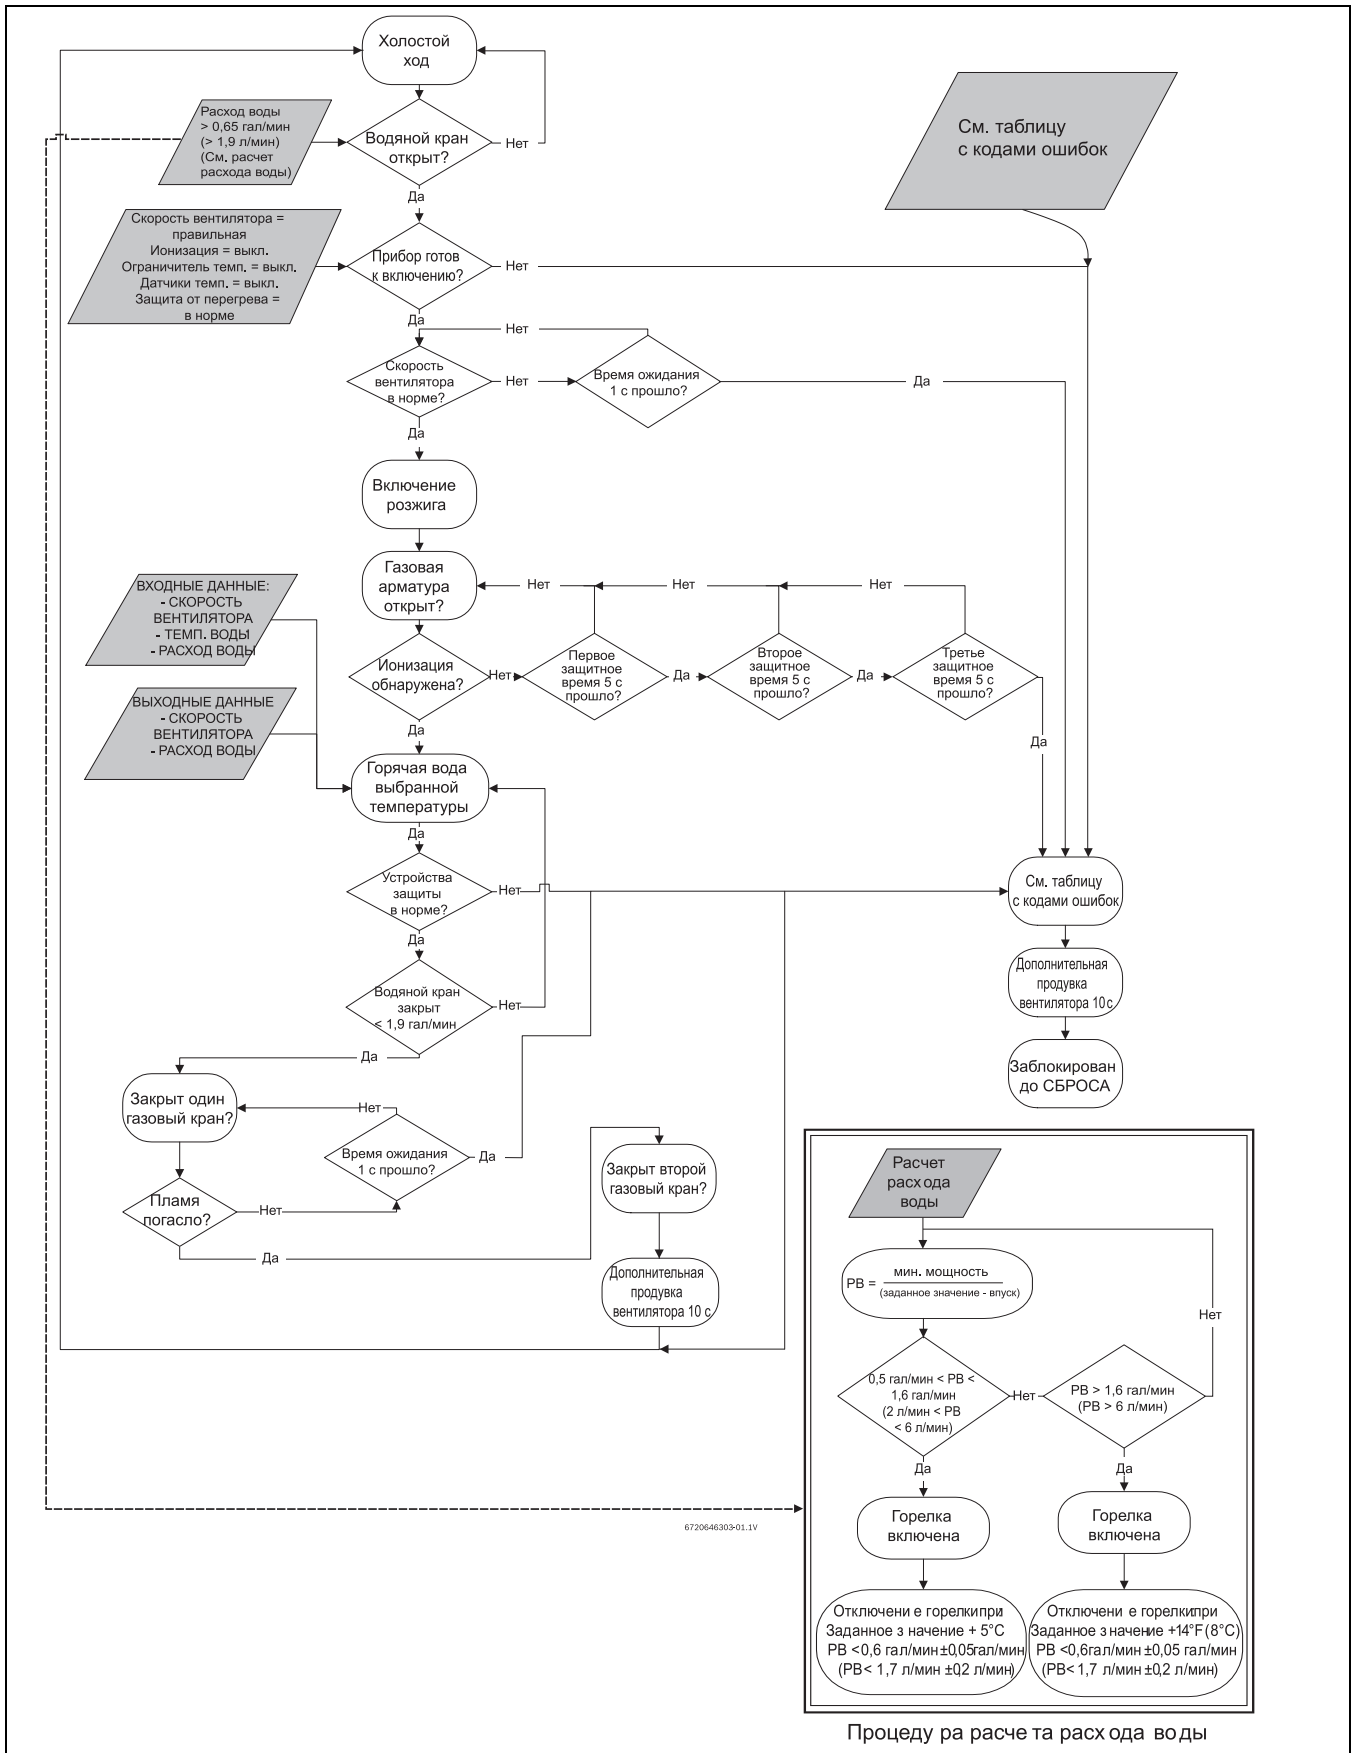 Холостой
ход
Расход воды
> 0,65 гал/мин
(> 1,9 л/мин)
(См. расчет
расхода воды)
Водяной кран
открыт?
Нет
См. таблицу
с кодами ошибок
Да
Скорость вентилятора =
правильная
Ионизация = выкл.
Ограничитель темп. = выкл.
Датчики темп. = выкл.
Защита от перегрева =
в норме
Прибор готов
к включению?
Нет
Да
Нет
Скорость
вентилятора
в норме?
Нет
Время ожидания
1 с прошло?
Да
Да
Включение
розжига
Газовая
арматура
открыт?
Нет
Нет
Нет
ВХОДНЫЕ ДАННЫЕ:
- СКОРОСТЬ
ВЕНТИЛЯТОРА
- ТЕМП. ВОДЫ
- РАСХОД ВОДЫ
Ионизация
обнаружена?
Нет
Первое
защитное
время 5 с
прошло?
Да
Второе
защитное
время 5 с
прошло?
Да
Третье
защитное
время 5 с
прошло?
Да
ВЫХОДНЫЕ ДАННЫЕ
- СКОРОСТЬ
ВЕНТИЛЯТОРА
- РАСХОД ВОДЫ
Да
Горячая вода
выбранной
температуры
Да
Устройства
защиты
в норме?
Нет
См. таблицу
с кодами ошибок
Да
Водяной кран
закрыт
< 1,9 гал/мин
Нет
Дополнительная
продувка
вентилятора 10 с
Да
Заблокирован
до СБРОСА
Закрыт один
газовый кран?
Нет
Время ожидания
1 с прошло?
Да
Закрыт второй
газовый кран?
Пламя
погасло?
Нет
Да
Дополнительная
продувка
вентилятора 10 с
Расчет
расхода
воды
РВ =
мин. мощность
(заданное значение - впуск)
Нет
0,5 гал/мин < РВ <
1,6 гал/мин
(2 л/мин < РВ
< 6 л/мин)
Нет
РВ > 1,6 гал/мин
(РВ > 6 л/мин)
Да
Да
Горелка
включена
Горелка
включена
6720646303-01.1V
Отключени е горелкипри
Заданное з начение + 5°C
РВ <0,6 гал/мин±0,05гал/мин
(РВ< 1,7 л/мин ±02 л/мин)
Отключени е горелкипри
Заданное з начение +14°F (8°C)
РВ <0,6гал/мин ±0,05 гал/мин
(РВ< 1,7 л/мин ±0,2 л/мин)
Процеду ра расче та расх ода во ды